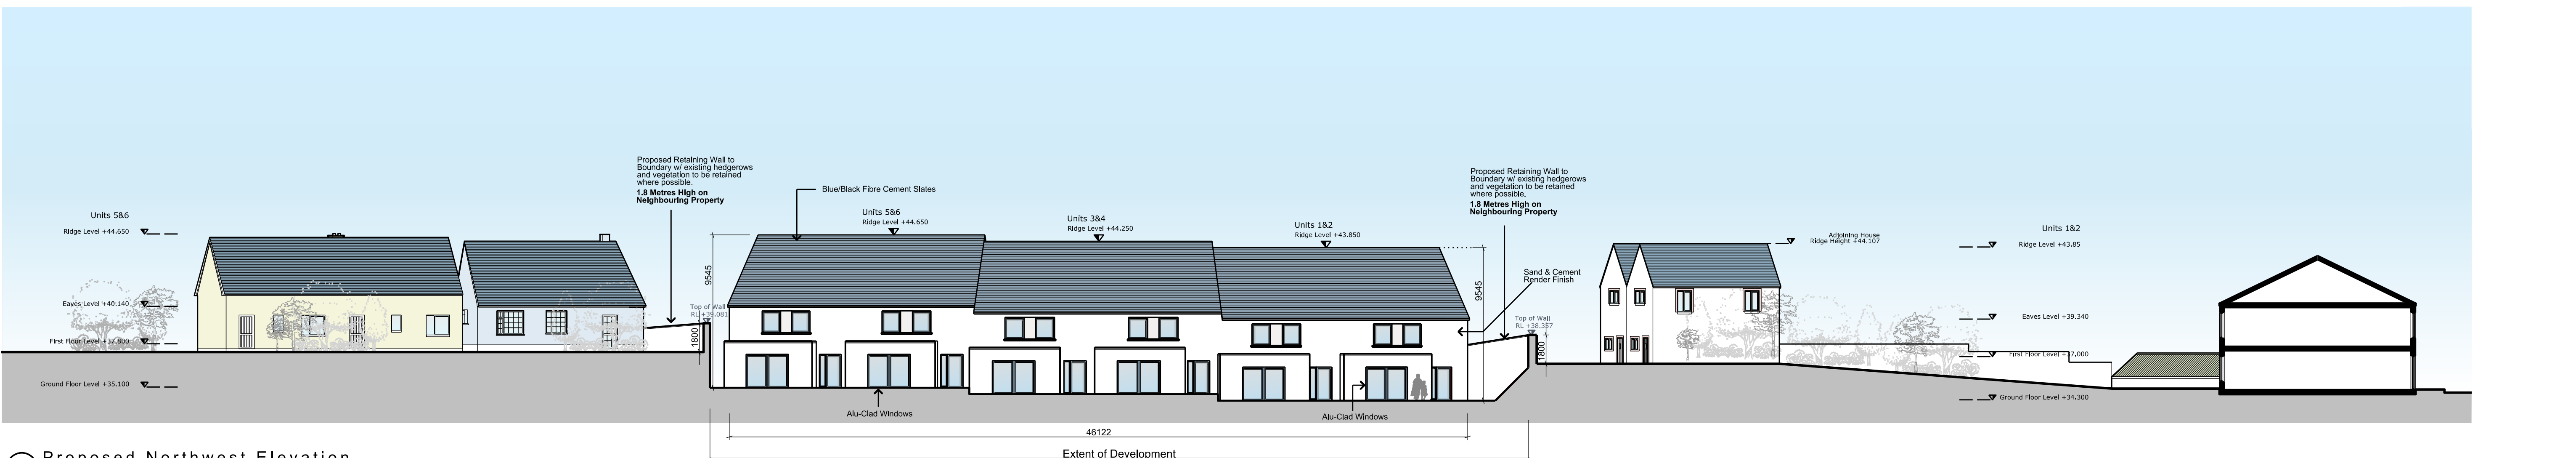 Units 5&6
Ridge Level +44.650
Eaves Level +40.140
First Floor Level +37.800
Ground Floor Level +35.100
Proposed Retaining Wall to
Boundary w/ existing hedgerows
and vegetation to be retained
where possible.
1.8 Metres High on
Neighbouring Property
Top of Wall
RL +39.081
9545
1800
Blue/Black Fibre Cement Slates
Units 5&6
Ridge Level +44.650
Units 3&4
Ridge Level +44.250
Units 1&2
Ridge Level +43.850
Proposed Retaining Wall to
Boundary w/ existing hedgerows
and vegetation to be retained
where possible.
1.8 Metres High on
Neighbouring Property
Sand & Cement
Render Finish
9545
Top of Wall
RL +38.367
1800
Adjoining House
Ridge Height +44.107
Units 1&2
Ridge Level +43.85
Eaves Level +39,340
First Floor Level +37.000
Ground Floor Level +34.300
Alu-Clad Windows
Alu-Clad Windows
46122
Extent of Development
Proposed Northwest Elevation